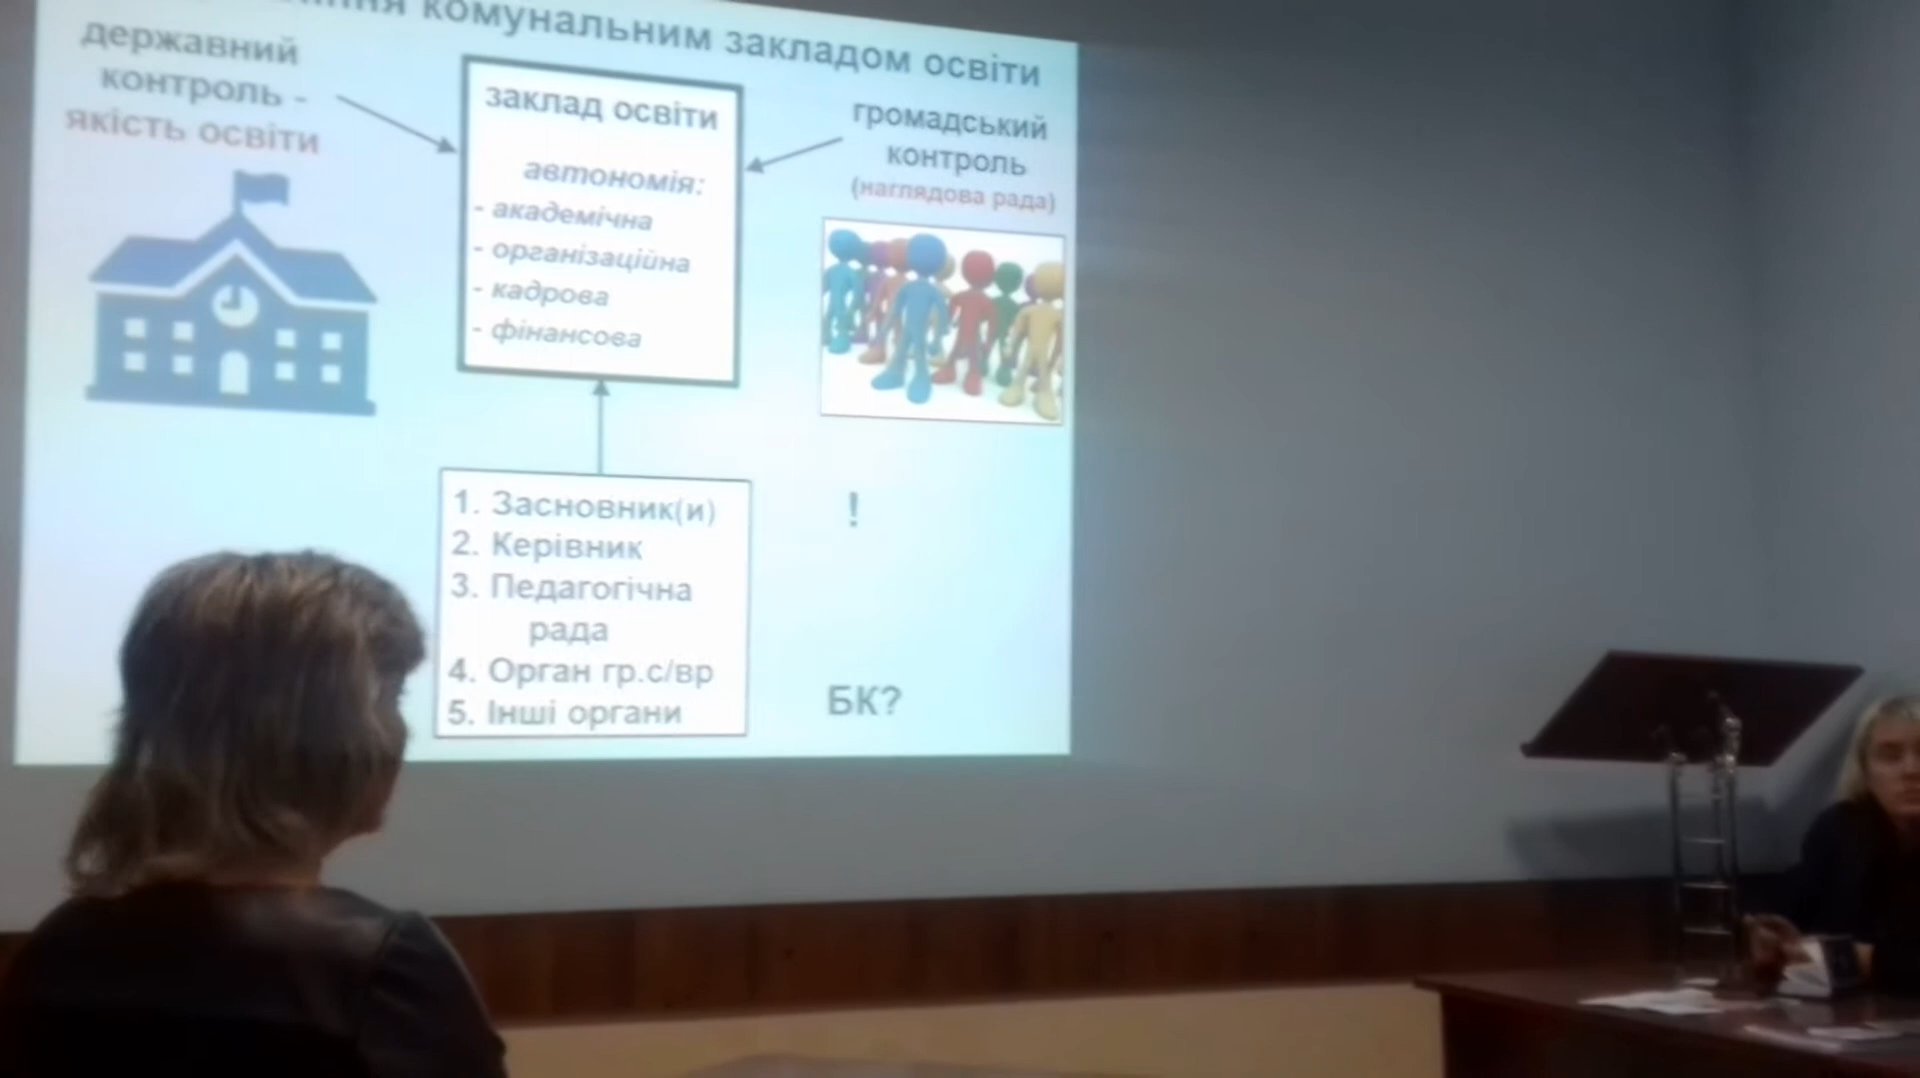 комунальним закладом освіти
державний
контроль -
якість освіти
заклад освіти
автономія:
- академічна
- організаційна
- кадрова
- фінансова
громадський
контроль
(наглядова рада)
1. Засновник(и)
2. Керівник
3. Педагогічна
рада
4. Орган гр.с/вр
5. Інші органи
!
БК?